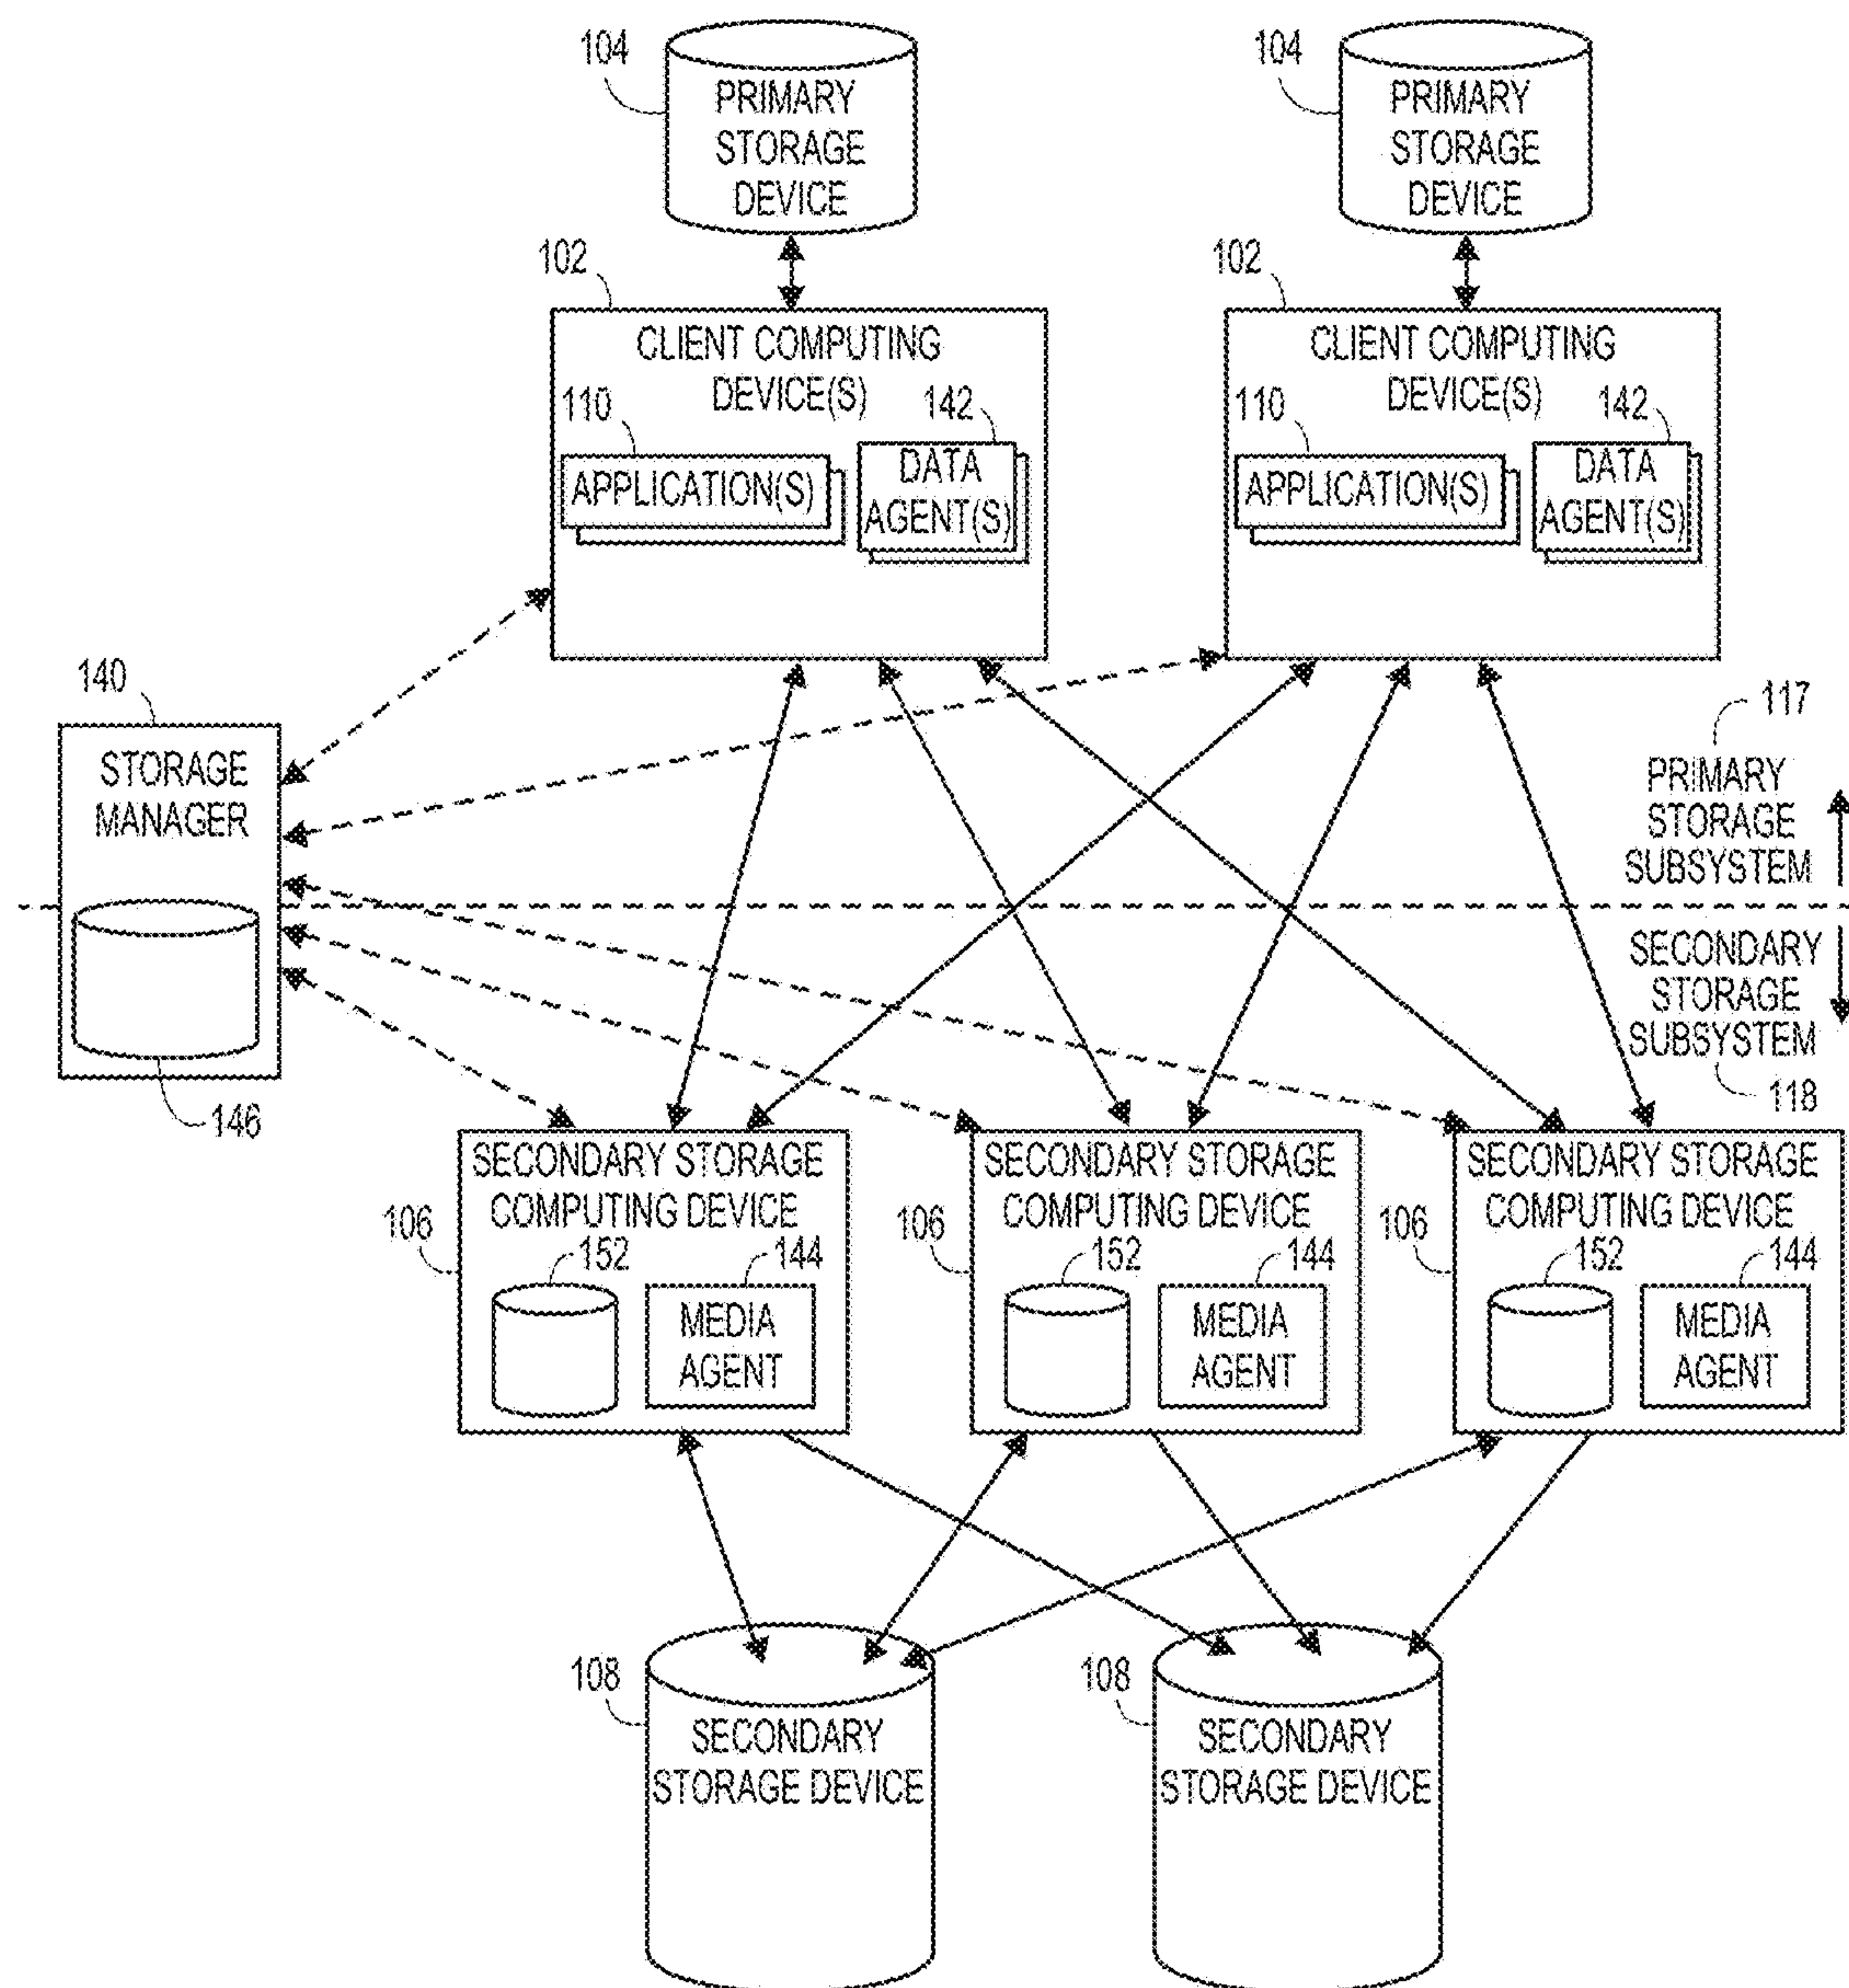 104
PRIMARY
STORAGE
DEVICE
104
PRIMARY
STORAGE
DEVICE
102
CLIENT COMPUTING
DEVICE(S)
110
142
APPLICATION(S)
DATA
AGENT(S)
102
CLIENT COMPUTING
DEVICE(S)
110
142
APPLICATION(S)
DATA
AGENT(S)
140
STORAGE
MANAGER
146
117
PRIMARY
STORAGE
SUBSYSTEM
SECONDARY
STORAGE
SUBSYSTEM
118
SECONDARY STORAGE
COMPUTING DEVICE
106
152
144
MEDIA
AGENT
SECONDARY STORAGE
COMPUTING DEVICE
106
152
144
MEDIA
AGENT
SECONDARY STORAGE
COMPUTING DEVICE
106
152
144
MEDIA
AGENT
108
SECONDARY
STORAGE DEVICE
108
SECONDARY
STORAGE DEVICE